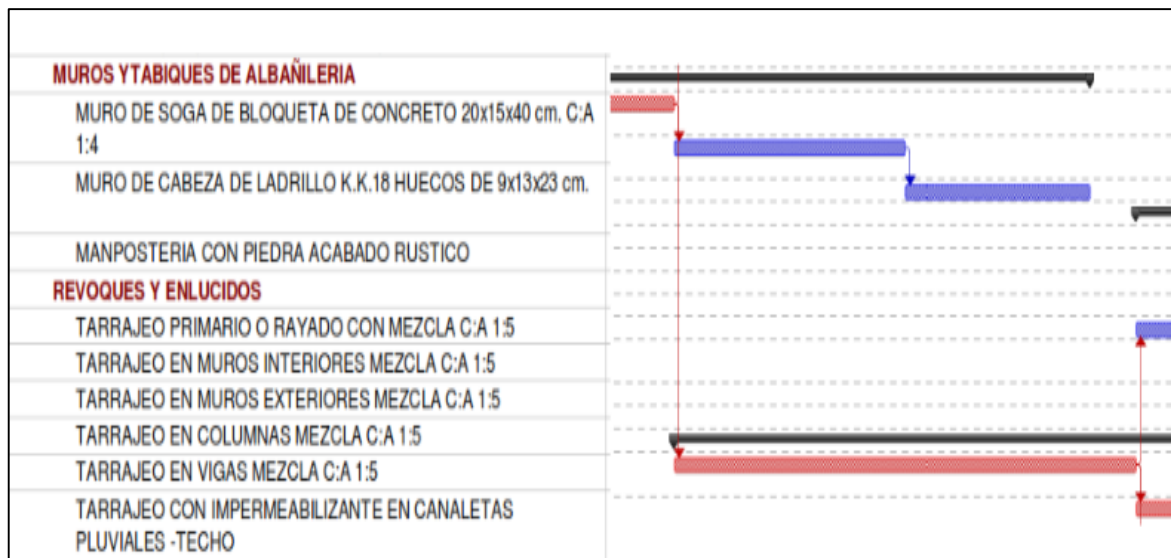 MUROS YTABIQUES DE ALBAÑILERIA
MURO DE SOGA DE BLOQUETA DE CONCRETO 20x15x40 cm. C:A
1:4
MURO DE CABEZA DE LADRILLO K.K.18 HUECOS DE 9x13x23 cm.
MANPOSTERIA CON PIEDRA ACABADO RUSTICO
REVOQUES Y ENLUCIDOS
TARRAJEO PRIMARIO O RAYADO CON MEZCLA C:A 1:5
TARRAJEO EN MUROS INTERIORES MEZCLA C:A 1:5
TARRAJEO EN MUROS EXTERIORES MEZCLA C:A 1:5
TARRAJEO EN COLUMNAS MEZCLA C:A 1:5
TARRAJEO EN VIGAS MEZCLA C:A 1:5
TARRAJEO CON IMPERMEABILIZANTE EN CANALETAS
PLUVIALES -TECHO